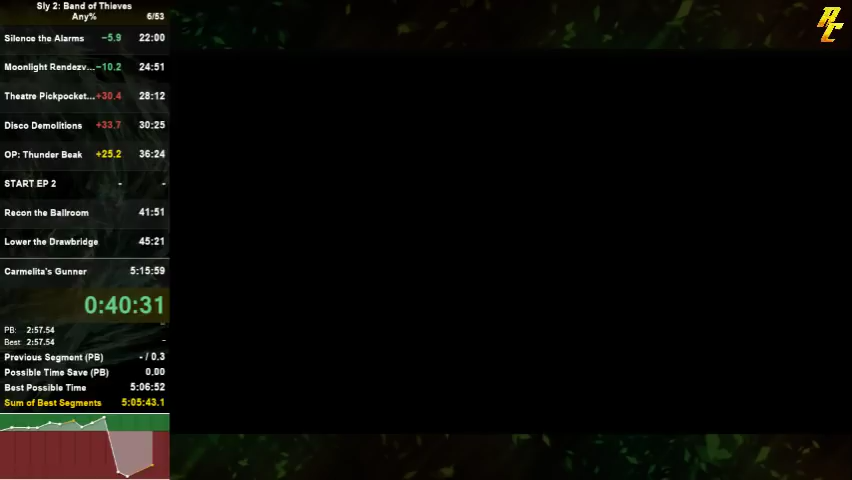 Sly 2: Band of Thieves
Any% 6/53
Silence the Alarms −5.9 22:00
Moonlight Rendezv... −10.2 24:51
Theatre Pickpocket... +30.4 28:12
Disco Demolitions +33.7 30:25
OP: Thunder Beak +25.2 36:24
START EP 2 - -
Recon the Ballroom 41:51
Lower the Drawbridge 45:21
Carmelita's Gunner 5:15:59
0:40:31
PB: 2:57.54 –
Best 2:57.54 –
Previous Segment (PB) - / 0.3
Possible Time Save (PB) 0.00
Best Possible Time 5:06:52
Sum of Best Segments 5:05:43.1